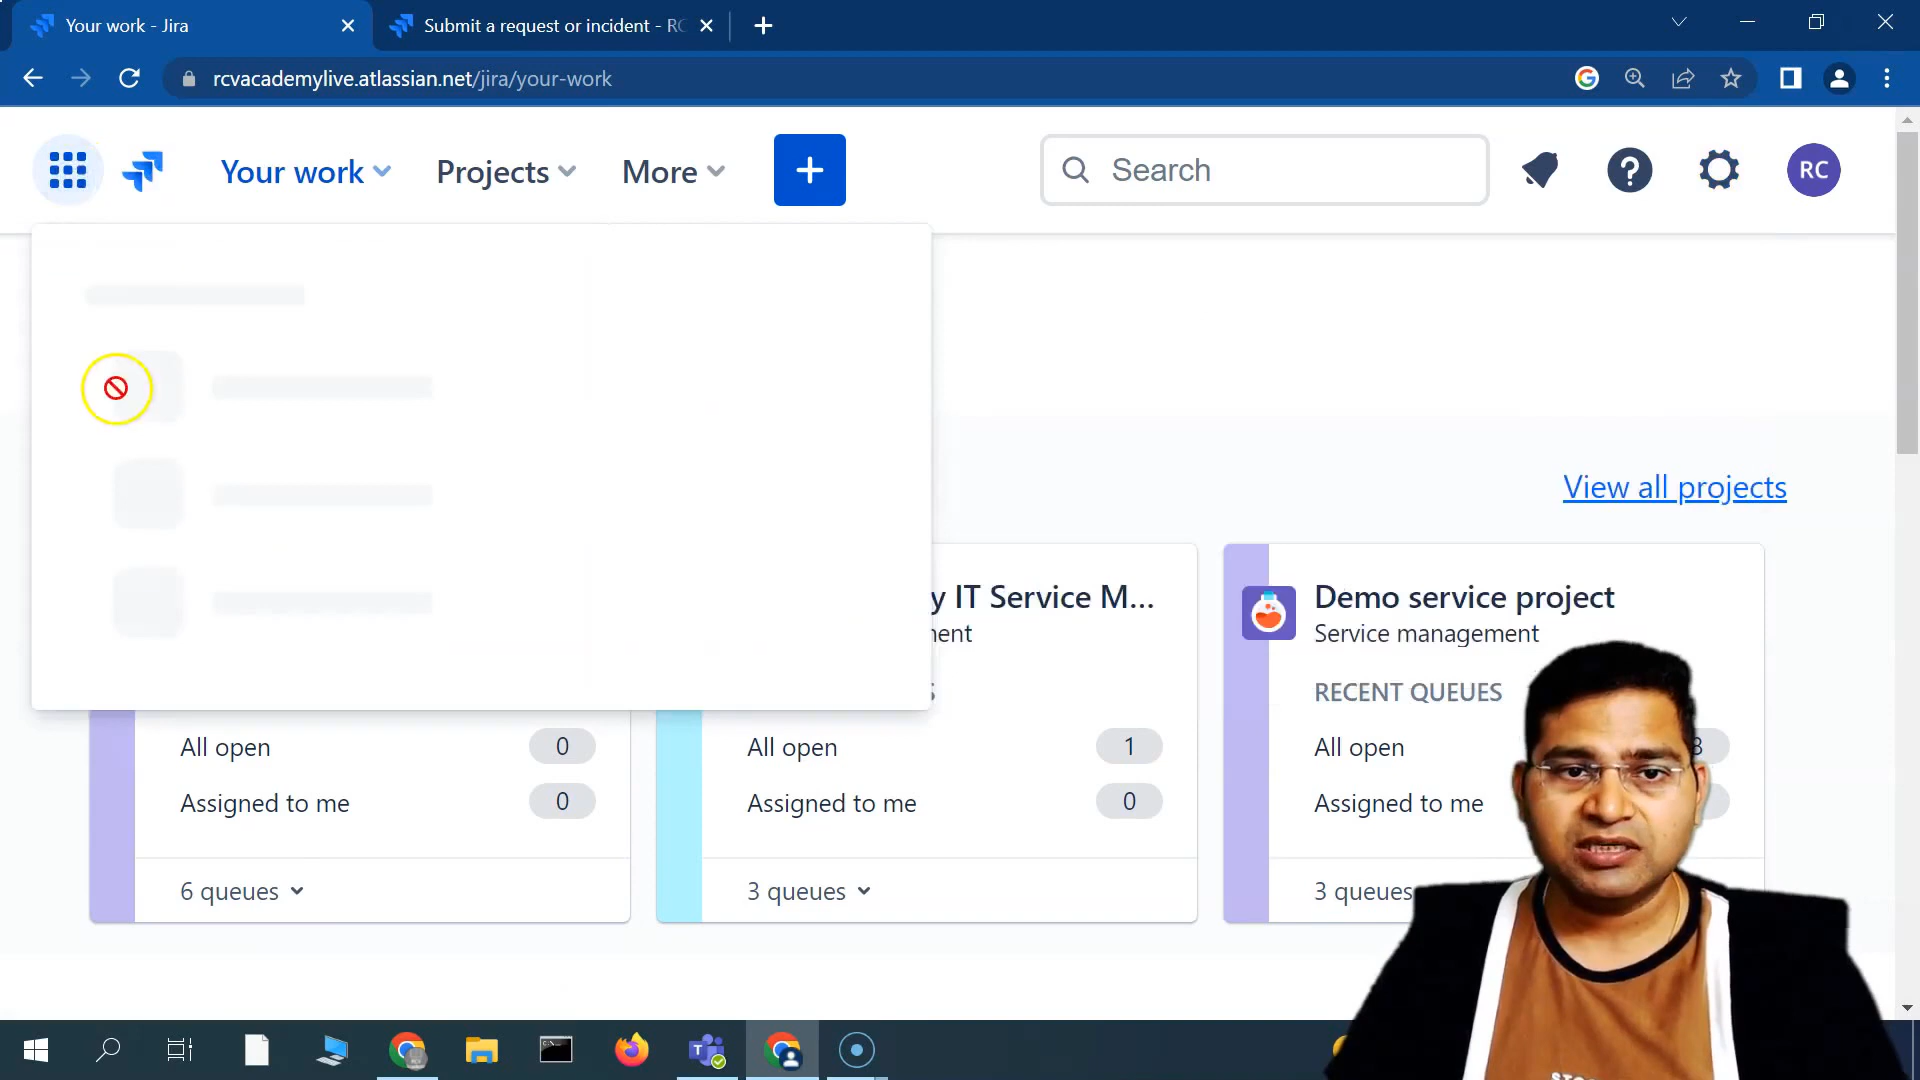 Your work - Jira
Submit a request or incident - RC
rcvacademylive.atlassian.net/jira/your-work
Your work
Projects
More
Search
RC
View all projects
y IT Service M...
Demo service project
Service management
RECENT QUEUES
All open 0
All open 1
All open
Assigned to me 0
Assigned to me 0
Assigned to me
6 queues
3 queues
3 queues